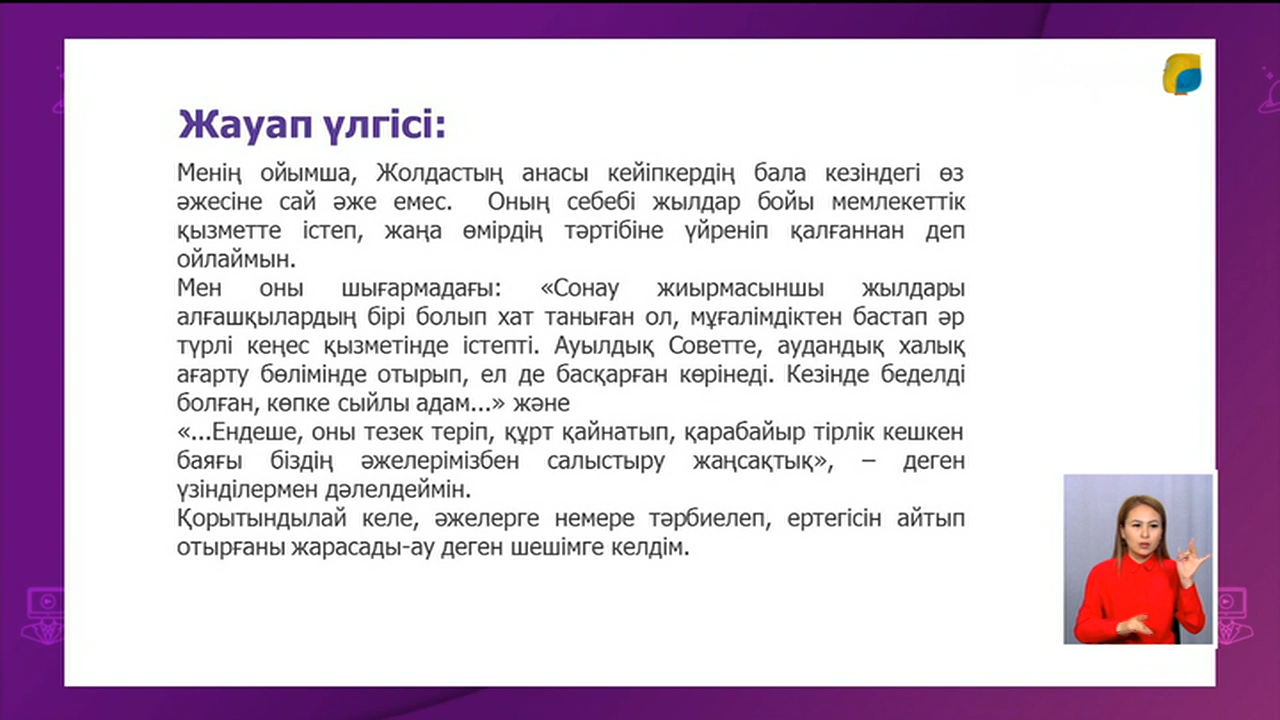 Жауап үлгісі:
Менің ойымша, Жолдастың анасы кейіпкердің бала кезіндегі өз
әжесіне сай әже емес. Оның себебі жылдар бойы мемлекеттік
қызметте істеп, жаңа өмірдің тәртібіне үйреніп қалғаннан деп
ойлаймын.
Мен оны шығармадағы: «Сонау жиырмасыншы жылдары
алғашқылардың бірі болып хат таныған ол, мұғалімдіктен бастап әр
түрлі кеңес қызметінде істепті. Ауылдық Советте, аудандық халық
ағарту бөлімінде отырып, ел де басқарған көрінеді. Кезінде беделді
болған, көпке сыйлы адам...» және
«...Ендеше, оны тезек теріп, құрт қайнатып, қарабайыр тірлік кешкен
баяғы біздің әжелерімізбен салыстыру жаңсақтық», – деген
үзінділермен дәлелдеймін.
Қорытындылай келе, әжелерге немере тәрбиелеп, ертегісін айтып
отырғаны жарасады-ау деген шешімге келдім.